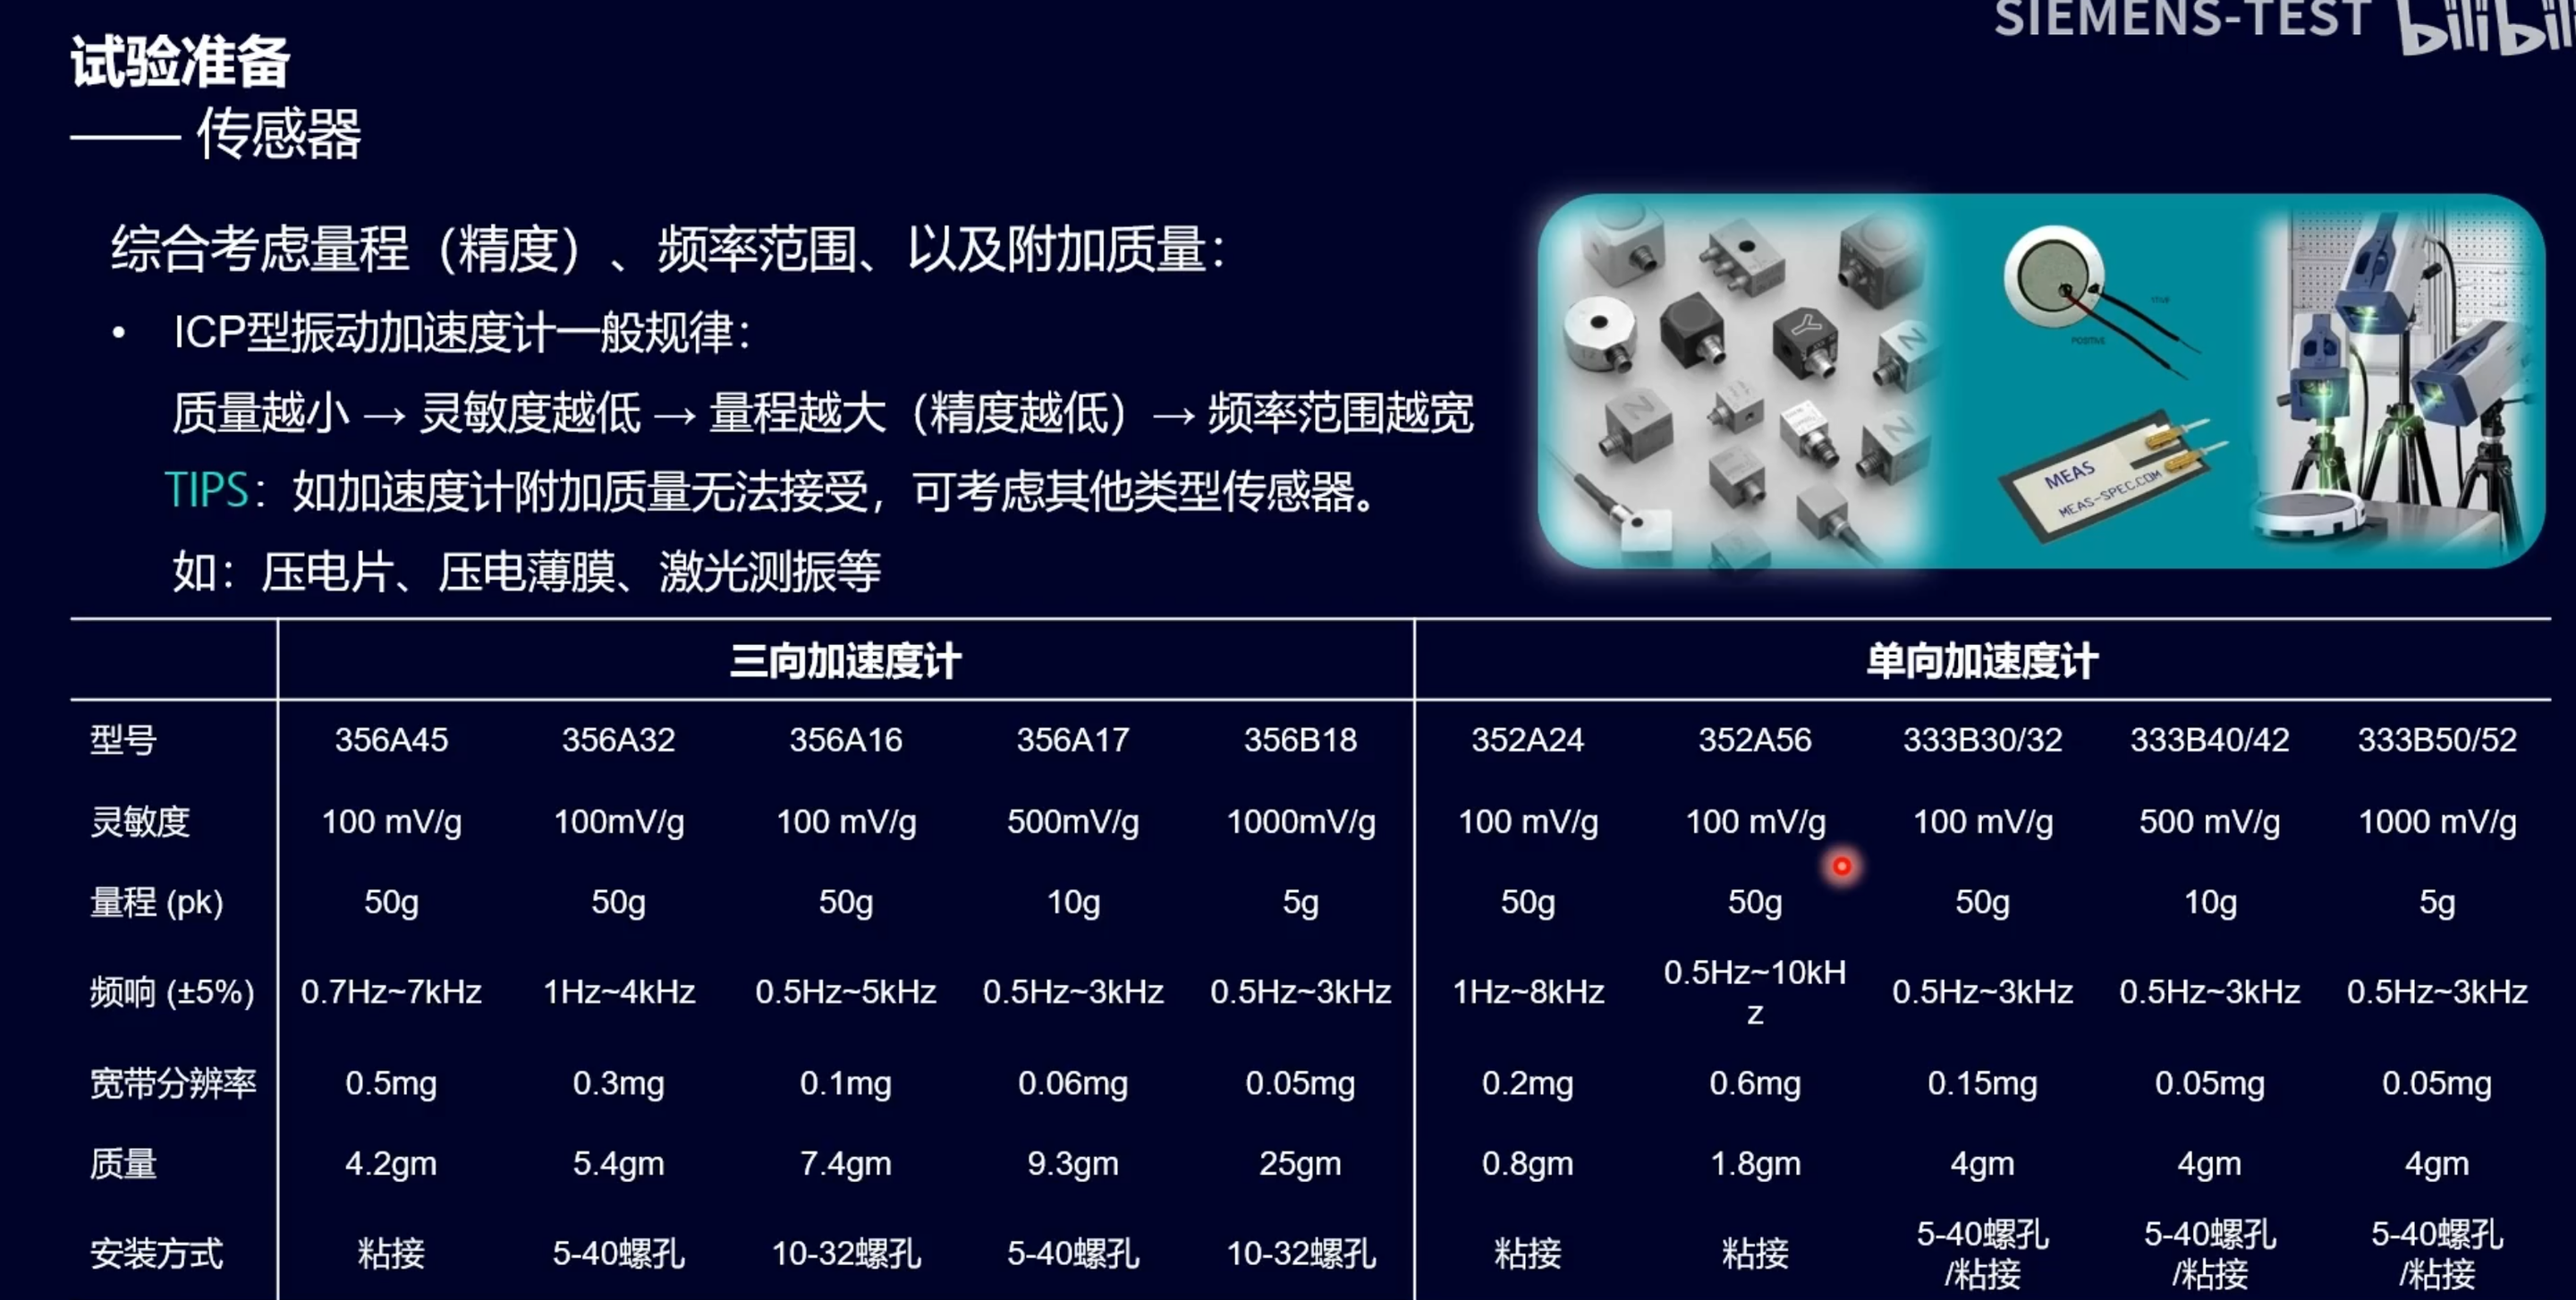 SIEMENS-TEST bilibili
试验准备
—— 传感器
综合考虑量程（精度）、频率范围、以及附加质量：
• ICP型振动加速度计一般规律：
质量越小 → 灵敏度越低 → 量程越大（精度越低）→ 频率范围越宽
TIPS：如加速度计附加质量无法接受，可考虑其他类型传感器。
如：压电片、压电薄膜、激光测振等
POSITIVE
MEAS
MEAS-SPEC.COM
三向加速度计 单向加速度计
型号 356A45 356A32 356A16 356A17 356B18 352A24 352A56 333B30/32 333B40/42 333B50/52
灵敏度 100 mV/g 100mV/g 100 mV/g 500mV/g 1000mV/g 100 mV/g 100 mV/g 100 mV/g 500 mV/g 1000 mV/g
量程 (pk) 50g 50g 50g 10g 5g 50g 50g 50g 10g 5g
频响 (±5%) 0.7Hz~7kHz 1Hz~4kHz 0.5Hz~5kHz 0.5Hz~3kHz 0.5Hz~3kHz 1Hz~8kHz 0.5Hz~10kHz 0.5Hz~3kHz 0.5Hz~3kHz 0.5Hz~3kHz
宽带分辨率 0.5mg 0.3mg 0.1mg 0.06mg 0.05mg 0.2mg 0.6mg 0.15mg 0.05mg 0.05mg
质量 4.2gm 5.4gm 7.4gm 9.3gm 25gm 0.8gm 1.8gm 4gm 4gm 4gm
安装方式 粘接 5-40螺孔 10-32螺孔 5-40螺孔 10-32螺孔 粘接 粘接 5-40螺孔/粘接 5-40螺孔/粘接 5-40螺孔/粘接